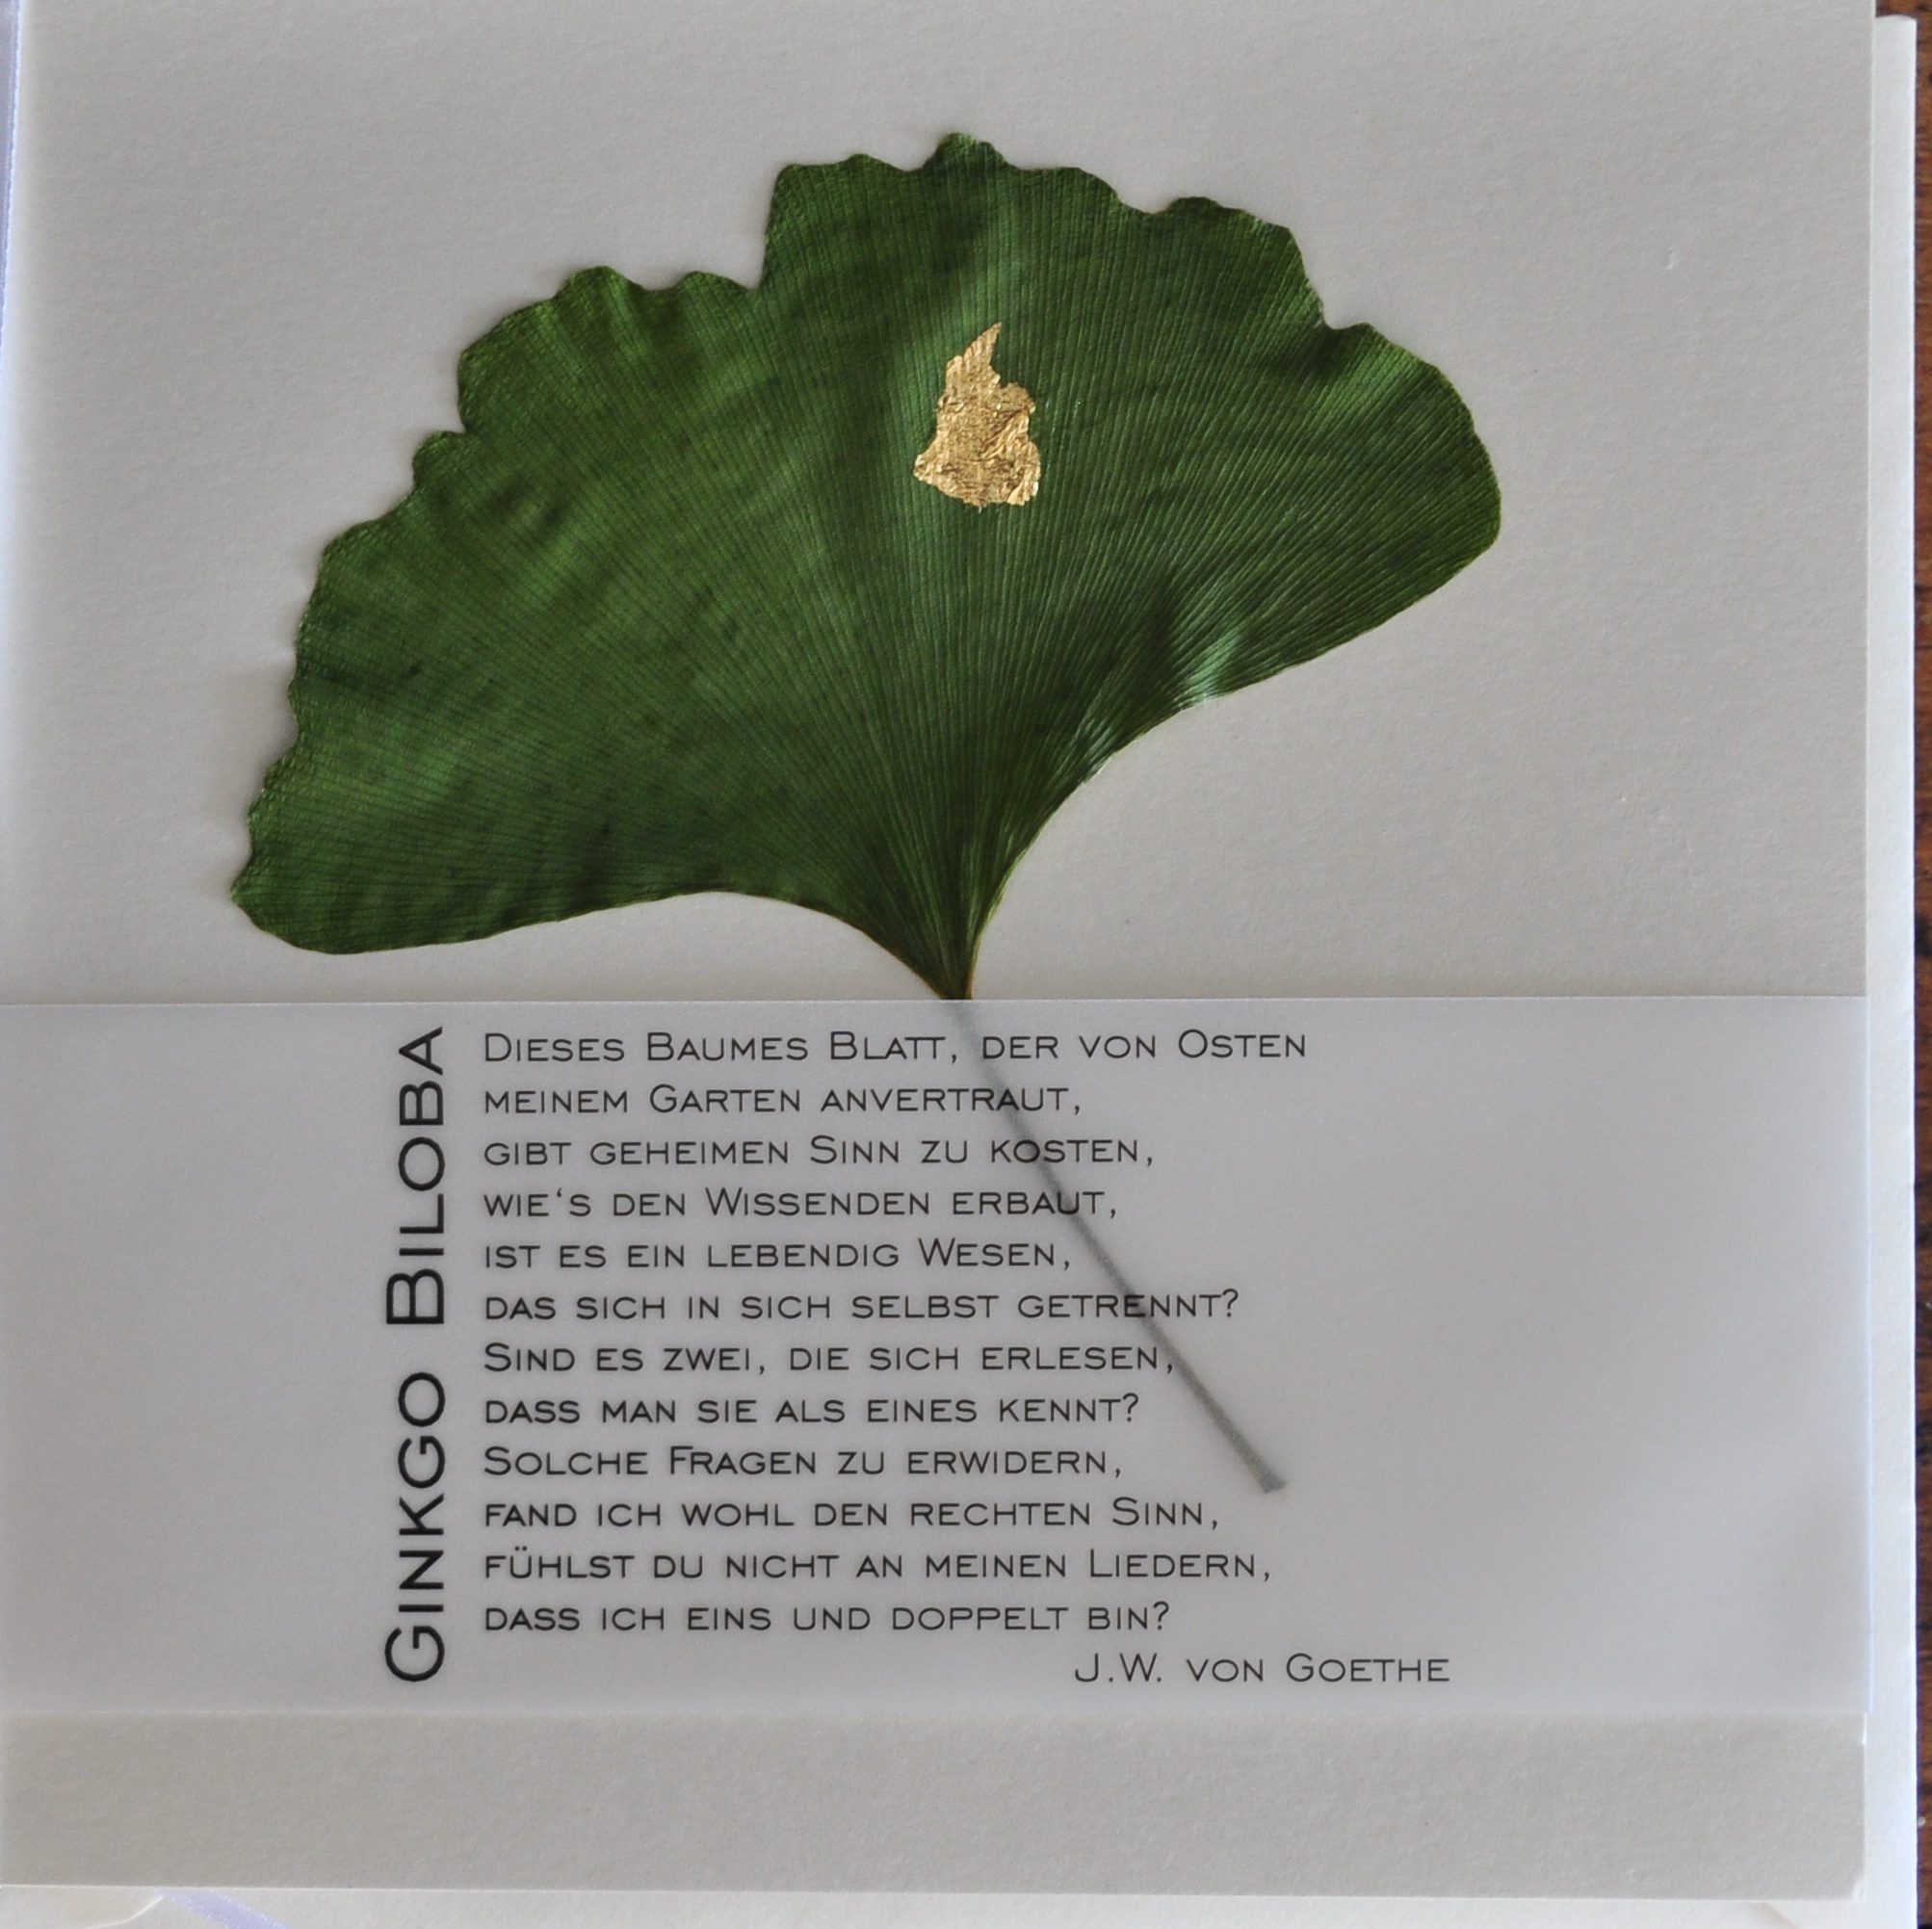 GINKGO BILOBA
DIESES BAUMES BLATT, DER VON OSTEN
MEINEM GARTEN ANVERTRAUT,
GIBT GEHEIMEN SINN ZU KOSTEN,
WIE‘S DEN WISSENDEN ERBAUT,
IST ES EIN LEBENDIG WESEN,
DAS SICH IN SICH SELBST GETRENNT?
SIND ES ZWEI, DIE SICH ERLESEN,
DASS MAN SIE ALS EINES KENNT?
SOLCHE FRAGEN ZU ERWIDERN,
FAND ICH WOHL DEN RECHTEN SINN,
FÜHLST DU NICHT AN MEINEN LIEDERN,
DASS ICH EINS UND DOPPELT BIN?
J.W. VON GOETHE